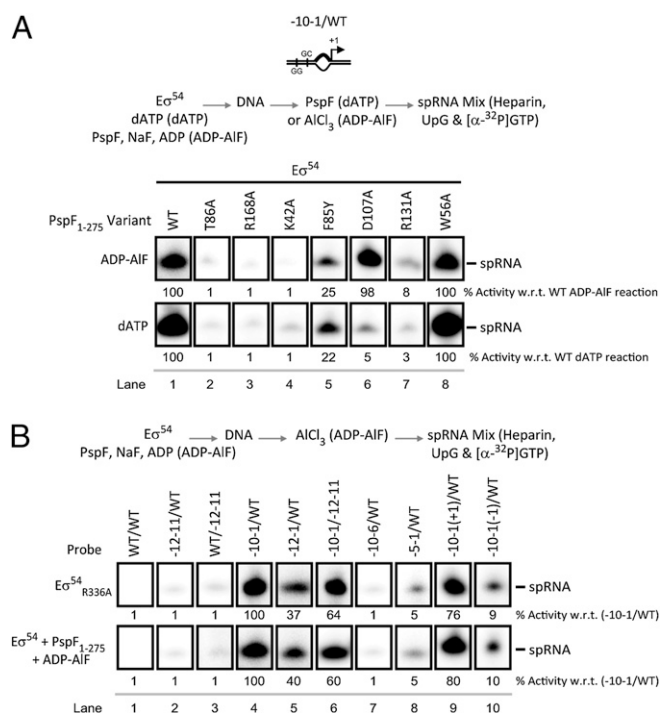 A
-10-1/WT
+1
GC
GG
Eσ⁵⁴ → DNA → PspF (dATP) → spRNA Mix (Heparin,
dATP (dATP) or AlCl₃ (ADP-AlF) UpG & [α-³²P]GTP)
PspF, NaF, ADP (ADP-AlF)
Eσ⁵⁴
PspF₁₋₂₇₅ Variant WT T86A R168A K42A F85Y D107A R131A W56A
ADP-AlF spRNA
100 1 1 1 25 98 8 100 % Activity w.r.t. WT ADP-AlF reaction
dATP spRNA
100 1 1 1 22 5 3 100 % Activity w.r.t. WT dATP reaction
Lane 1 2 3 4 5 6 7 8
B
Eσ⁵⁴ → DNA → AlCl₃ (ADP-AlF) → spRNA Mix (Heparin,
PspF, NaF, ADP (ADP-AlF) UpG & [α-³²P]GTP)
Probe WT/WT -12-11/WT WT/-12-11 -10-1/WT -12-1/WT -10-1/-12-11 -10-6/WT -5-1/WT -10-1(+1)/WT -10-1(-1)/WT
Eσ⁵⁴R336A spRNA
1 1 1 100 37 64 1 5 76 9 % Activity w.r.t. (-10-1/WT)
Eσ⁵⁴ + PspF₁₋₂₇₅
+ ADP-AlF spRNA
1 1 1 100 40 60 1 5 80 10 % Activity w.r.t. (-10-1/WT)
Lane 1 2 3 4 5 6 7 8 9 10